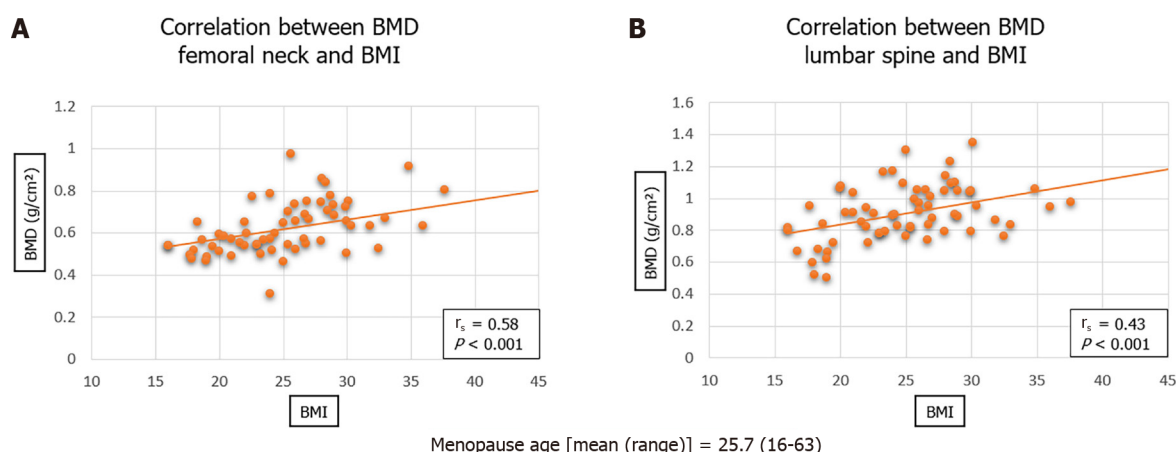 A
Correlation between BMD
femoral neck and BMI
BMD (g/cm²)
1.2
1
0.8
0.6
0.4
0.2
0
10
15
20
25
30
35
40
45
rₛ = 0.58
P < 0.001
BMI
B
Correlation between BMD
lumbar spine and BMI
BMD (g/cm²)
1.6
1.4
1.2
1
0.8
0.6
0.4
0.2
0
10
15
20
25
30
35
40
45
rₛ = 0.43
P < 0.001
BMI
Menopause age [mean (range)] = 25.7 (16-63)